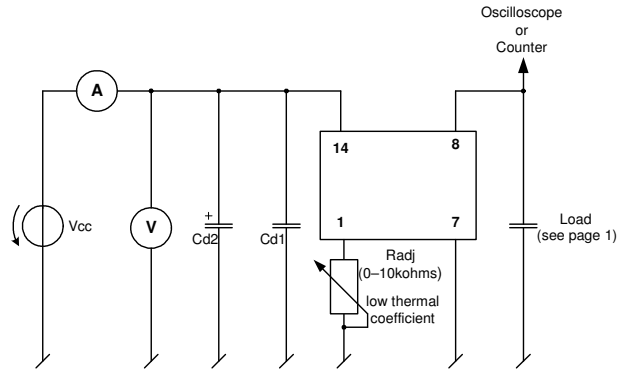 Oscilloscope
or
Counter
A
14
8
Vcc
V
+
Cd2
Cd1
1
7
Load
(see page 1)
Radj
(0–10kohms)
low thermal
coefficient